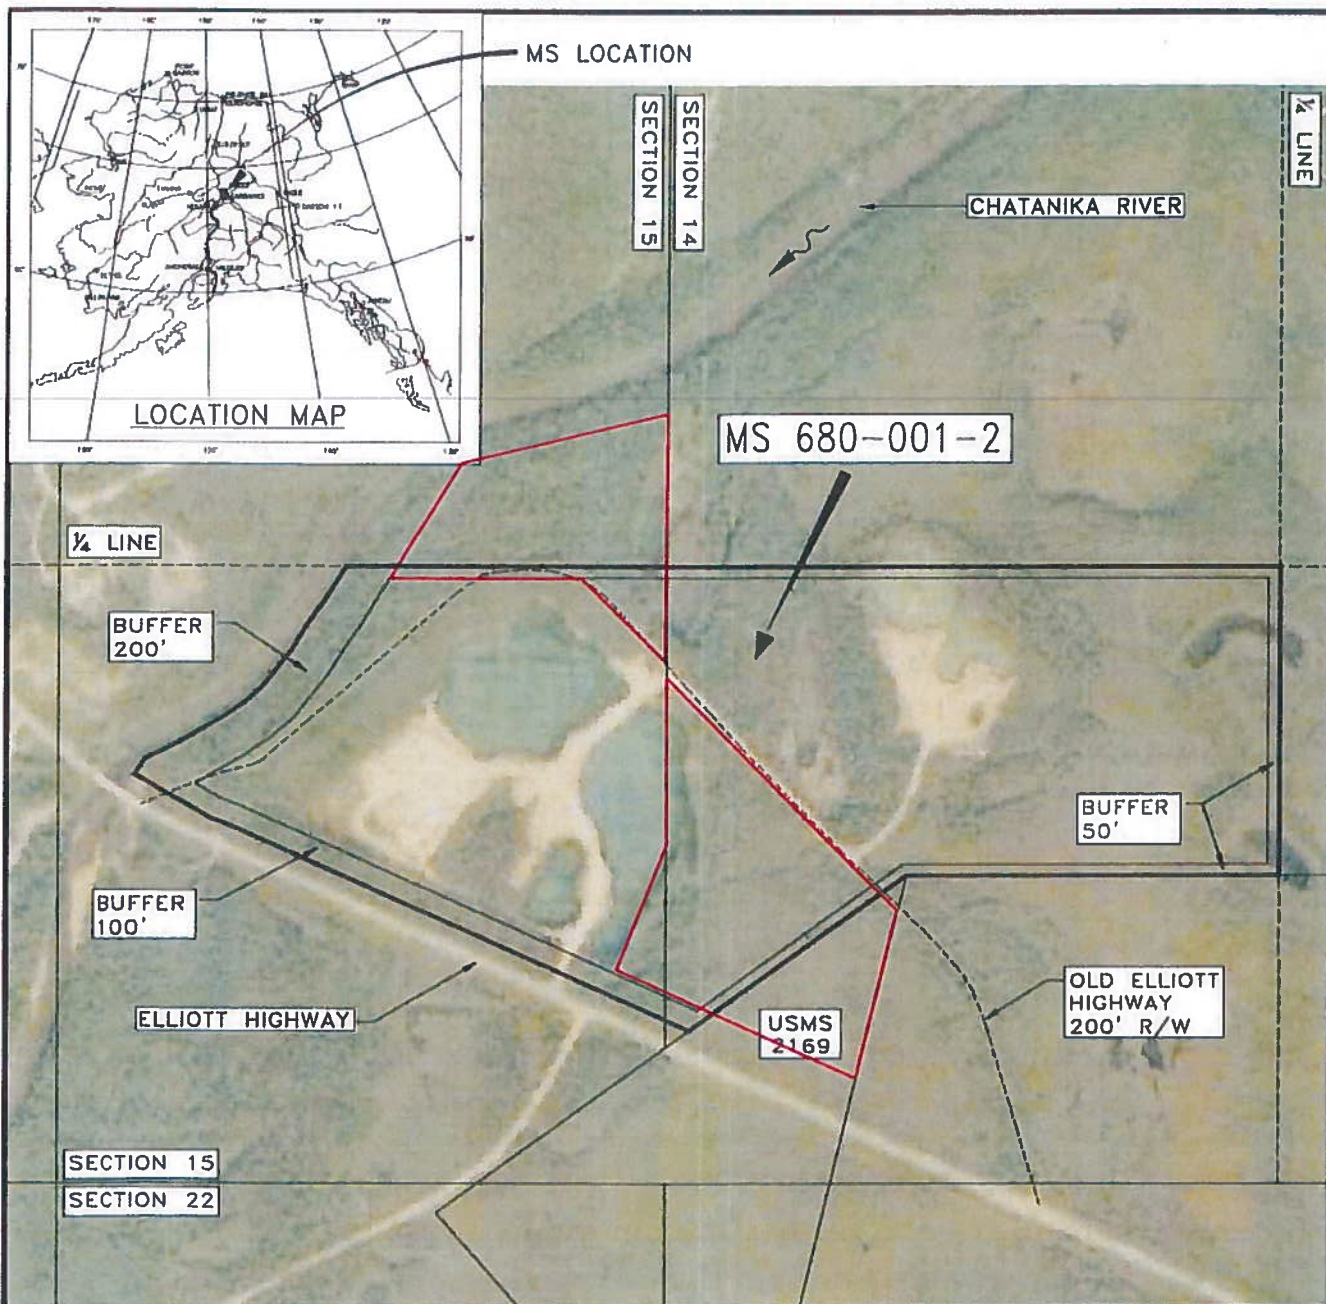 MS LOCATION
LOCATION MAP
SECTION 15
SECTION 14
¼ LINE
CHATANIKA RIVER
MS 680-001-2
¼ LINE
BUFFER
200'
BUFFER
50'
BUFFER
100'
ELLIOTT HIGHWAY
USMS
2169
OLD ELLIOTT
HIGHWAY
200' R/W
SECTION 15
SECTION 22